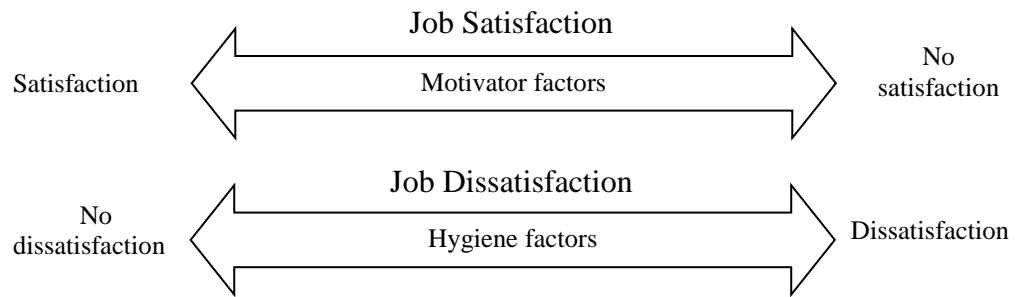 Job Satisfaction
Satisfaction
Motivator factors
No
satisfaction
Job Dissatisfaction
No
dissatisfaction
Hygiene factors
Dissatisfaction